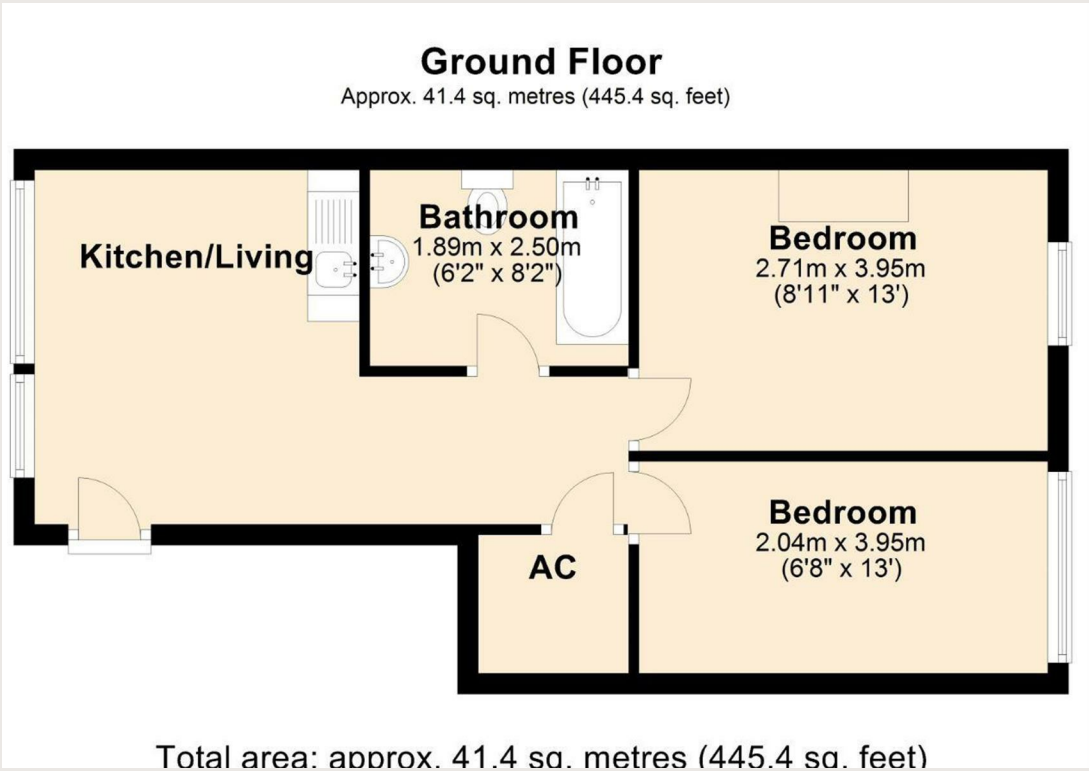 Ground Floor
Approx. 41.4 sq. metres (445.4 sq. feet)
Kitchen/Living
Bathroom
1.89m x 2.50m
(6'2" x 8'2")
Bedroom
2.71m x 3.95m
(8'11" x 13')
Bedroom
2.04m x 3.95m
(6'8" x 13')
AC
Total area: approx. 41.4 sq. metres (445.4 sq. feet)